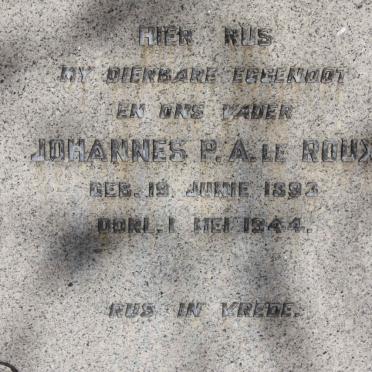 HIER RUS
MY DIERBARE EGGENOOT
EN ONS VADER
JOHANNES P. A. LE ROUX
GEB. 19 JUNIE 1893
OORL. 1 MEI 1944.
RUS IN VREDE.